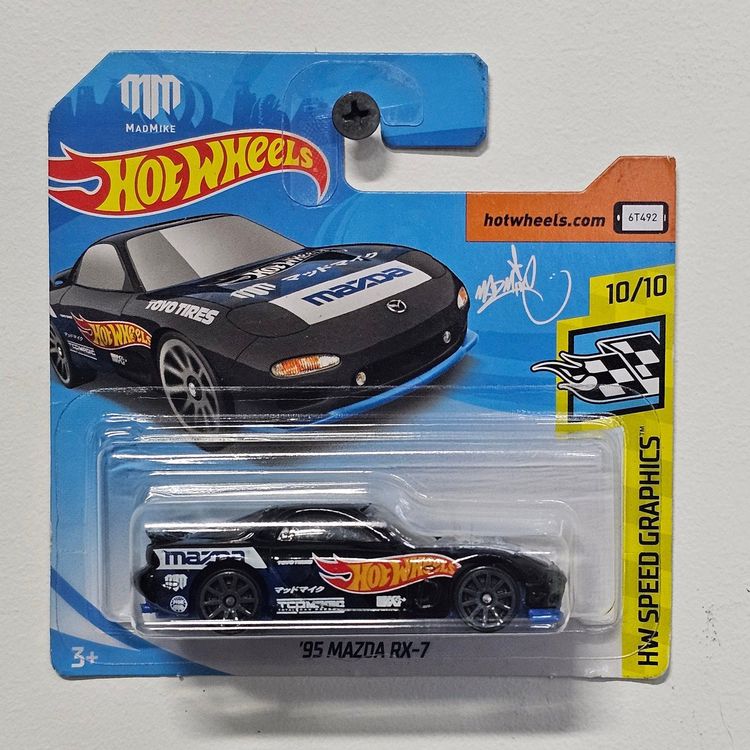 MM
MADMIKE
HOT WHEELS
hotwheels.com
6T492
10/10
マッドマイク
mazda
TOYO TIRES
HOT WHEELS
HW SPEED GRAPHICS™
mazda
TOYO TIRES
マッドマイク
HOT WHEELS
3+
'95 MAZDA RX-7